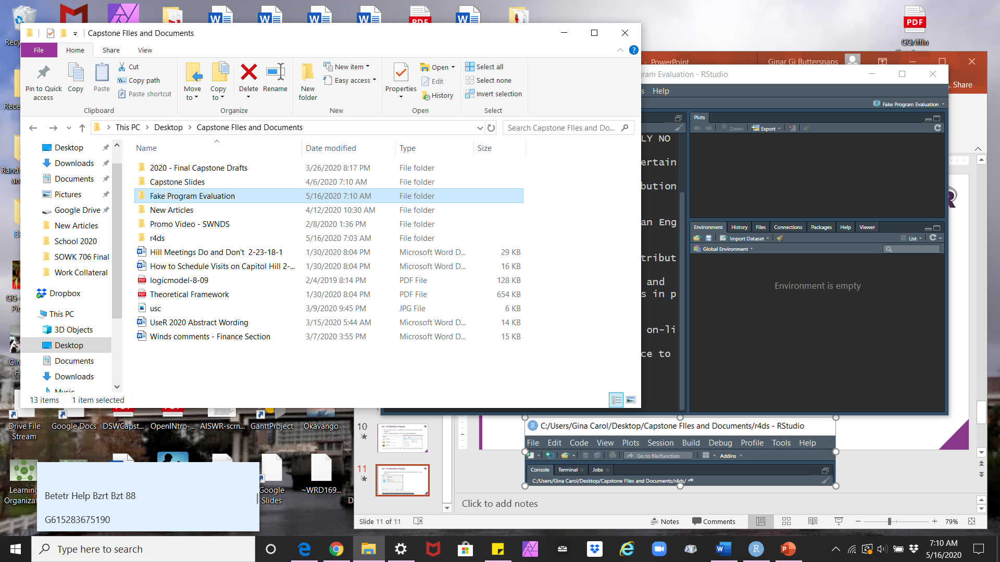 Capstone FIles and Documents
File Home Share View
Pin to Quick access
Copy
Paste
Cut
Copy path
Paste shortcut
Clipboard
Move to
Copy to
Delete
Rename
Organize
New folder
New item
Easy access
New
Properties
Open
Edit
History
Open
Select all
Select none
Invert selection
Select
This PC > Desktop > Capstone FIles and Documents
Search Capstone FIles and Do...
Desktop
Downloads
Documents
Pictures
Google Drive
New Articles
School 2020
SOWK 706 Final
Work Collateral
Dropbox
This PC
3D Objects
Desktop
Documents
Downloads
Music
Name Date modified Type Size
2020 - Final Capstone Drafts 3/26/2020 8:17 PM File folder
Capstone Slides 4/6/2020 7:10 AM File folder
Fake Program Evaluation 5/16/2020 7:10 AM File folder
New Articles 4/12/2020 10:30 AM File folder
Promo Video - SWNDS 2/8/2020 1:36 PM File folder
r4ds 5/16/2020 7:03 AM File folder
Hill Meetings Do and Don't 2-23-18-1 1/30/2020 8:04 PM Microsoft Word D... 29 KB
How to Schedule Visits on Capitol Hill 2-... 1/30/2020 8:04 PM Microsoft Word D... 16 KB
logicmodel-8-09 2/4/2019 8:14 PM PDF File 128 KB
Theoretical Framework 1/30/2020 8:04 PM PDF File 654 KB
usc 3/9/2020 9:45 PM JPG File 6 KB
UseR 2020 Abstract Wording 3/15/2020 5:44 AM Microsoft Word D... 14 KB
Winds comments - Finance Section 3/7/2020 3:55 PM Microsoft Word D... 15 KB
13 items 1 item selected
PDF
GGriffin
- PowerPoint Ginar Gi Buttersnaps
Share
ram Evaluation - RStudio
s Help
Fake Program Evaluation
Plots
Zoom Export
LY NO
ertain
bution
an Eng
tribut
and
s in p
on-li
ce to
Environment History Files Connections Packages Help Viewer
Import Dataset List
Global Environment
Environment is empty
Drive File Stream
Google Docs
DSWCapst...
OpenINtro-...
AISWR-scrn...
GanttProject
Okavango
Learning
Organizat
Google Slides
~WRD169...
Betetr Help Bzrt Bzt 88
G615283675190
10
11
C:/Users/Gina Carol/Desktop/Capstone FIles and Documents/r4ds - RStudio
File Edit Code View Plots Session Build Debug Profile Tools Help
Go to file/function Addins
Console Terminal Jobs
C:/Users/Gina Carol/Desktop/Capstone FIles and Documents/r4ds/
Click to add notes
Slide 11 of 11 Notes Comments 79%
Type here to search
7:10 AM
5/16/2020